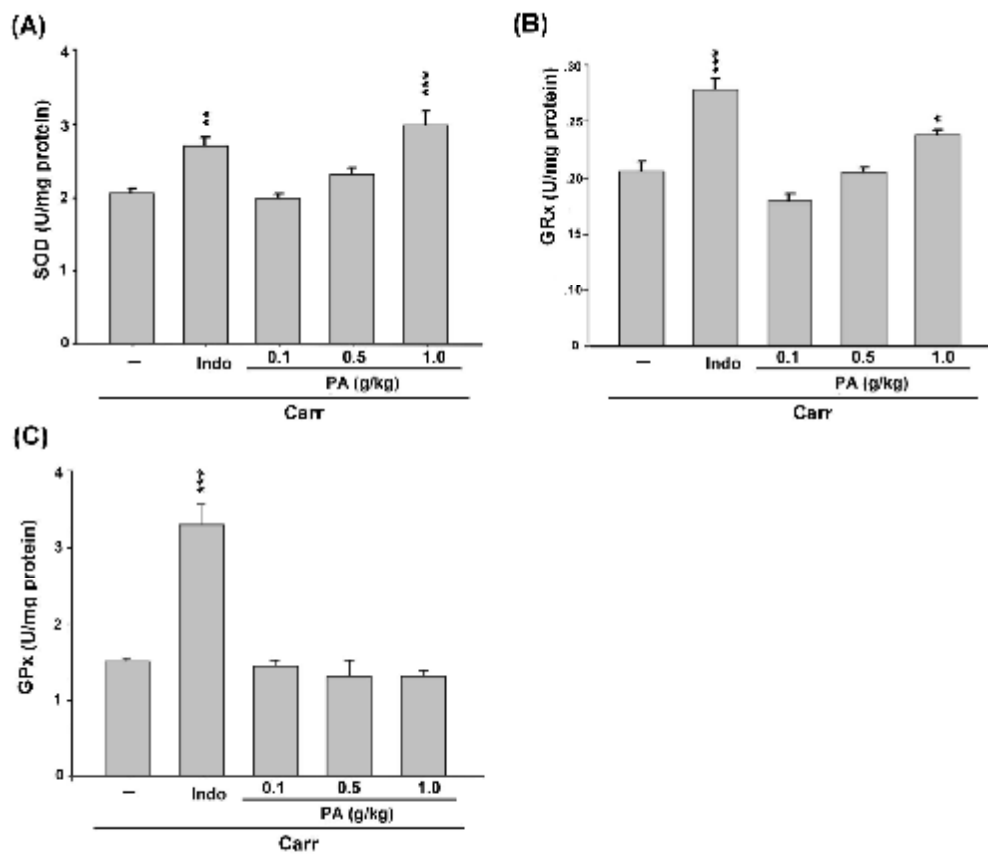 (A)
4
3
2
1
0
SOD (U/mg protein)
**
***
— Indo 0.1 0.5 1.0
PA (g/kg)
Carr
(B)
.30
.25
.20
.15
.10
0
GRx (U/mg protein)
***
*
— Indo 0.1 0.5 1.0
PA (g/kg)
Carr
(C)
4
3
2
1
0
GPx (U/mg protein)
***
— Indo 0.1 0.5 1.0
PA (g/kg)
Carr